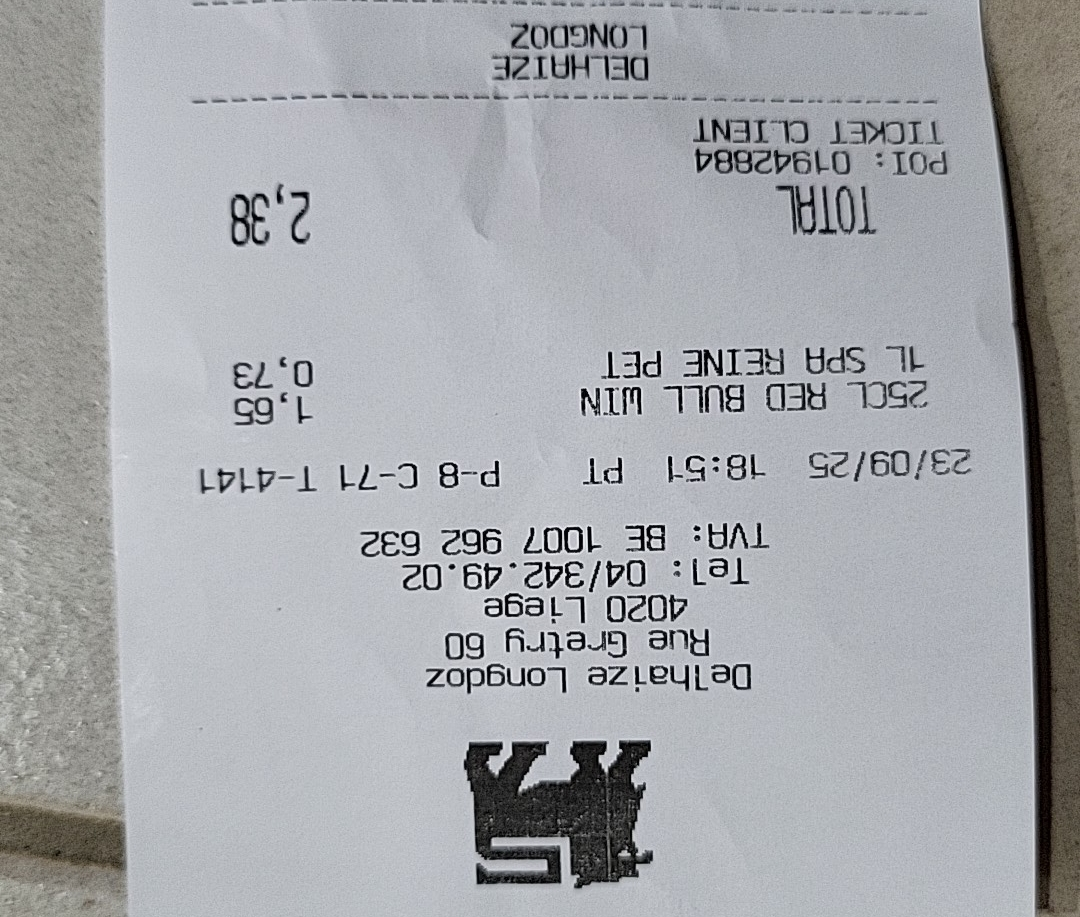 Delhaize Longdoz
Rue Gretry 60
4020 Liege
Tel: 04/342.49.02
TVA: BE 1007 962 632
23/09/25 18:51 PT P-8 C-71 T-4141
25CL RED BULL WIN 1,65
1L SPA REINE PET 0,73
TOTAL 2,38
POI: 01942884
TICKET CLIENT
DELHAIZE
LONGDOZ